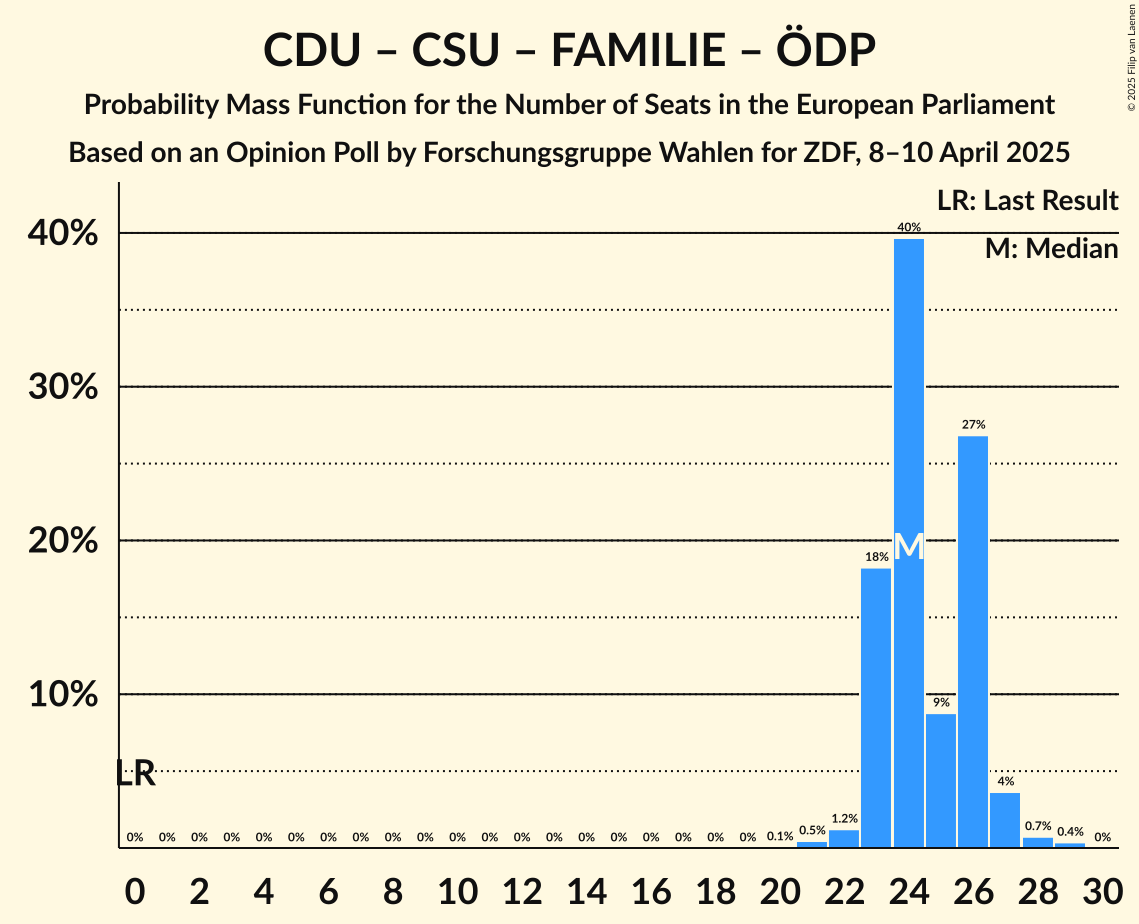 CDU – CSU – FAMILIE – ÖDP
Probability Mass Function for the Number of Seats in the European Parliament
Based on an Opinion Poll by Forschungsgruppe Wahlen for ZDF, 8–10 April 2025
© 2025 Filip van Laenen
LR: Last Result
M: Median
40%
30%
20%
10%
40%
27%
18%
M
9%
LR
4%
0% 0% 0% 0% 0% 0% 0% 0% 0% 0% 0% 0% 0% 0% 0% 0% 0% 0% 0% 0% 0.1% 0.5% 1.2% 0.7% 0.4% 0%
0 2 4 6 8 10 12 14 16 18 20 22 24 26 28 30